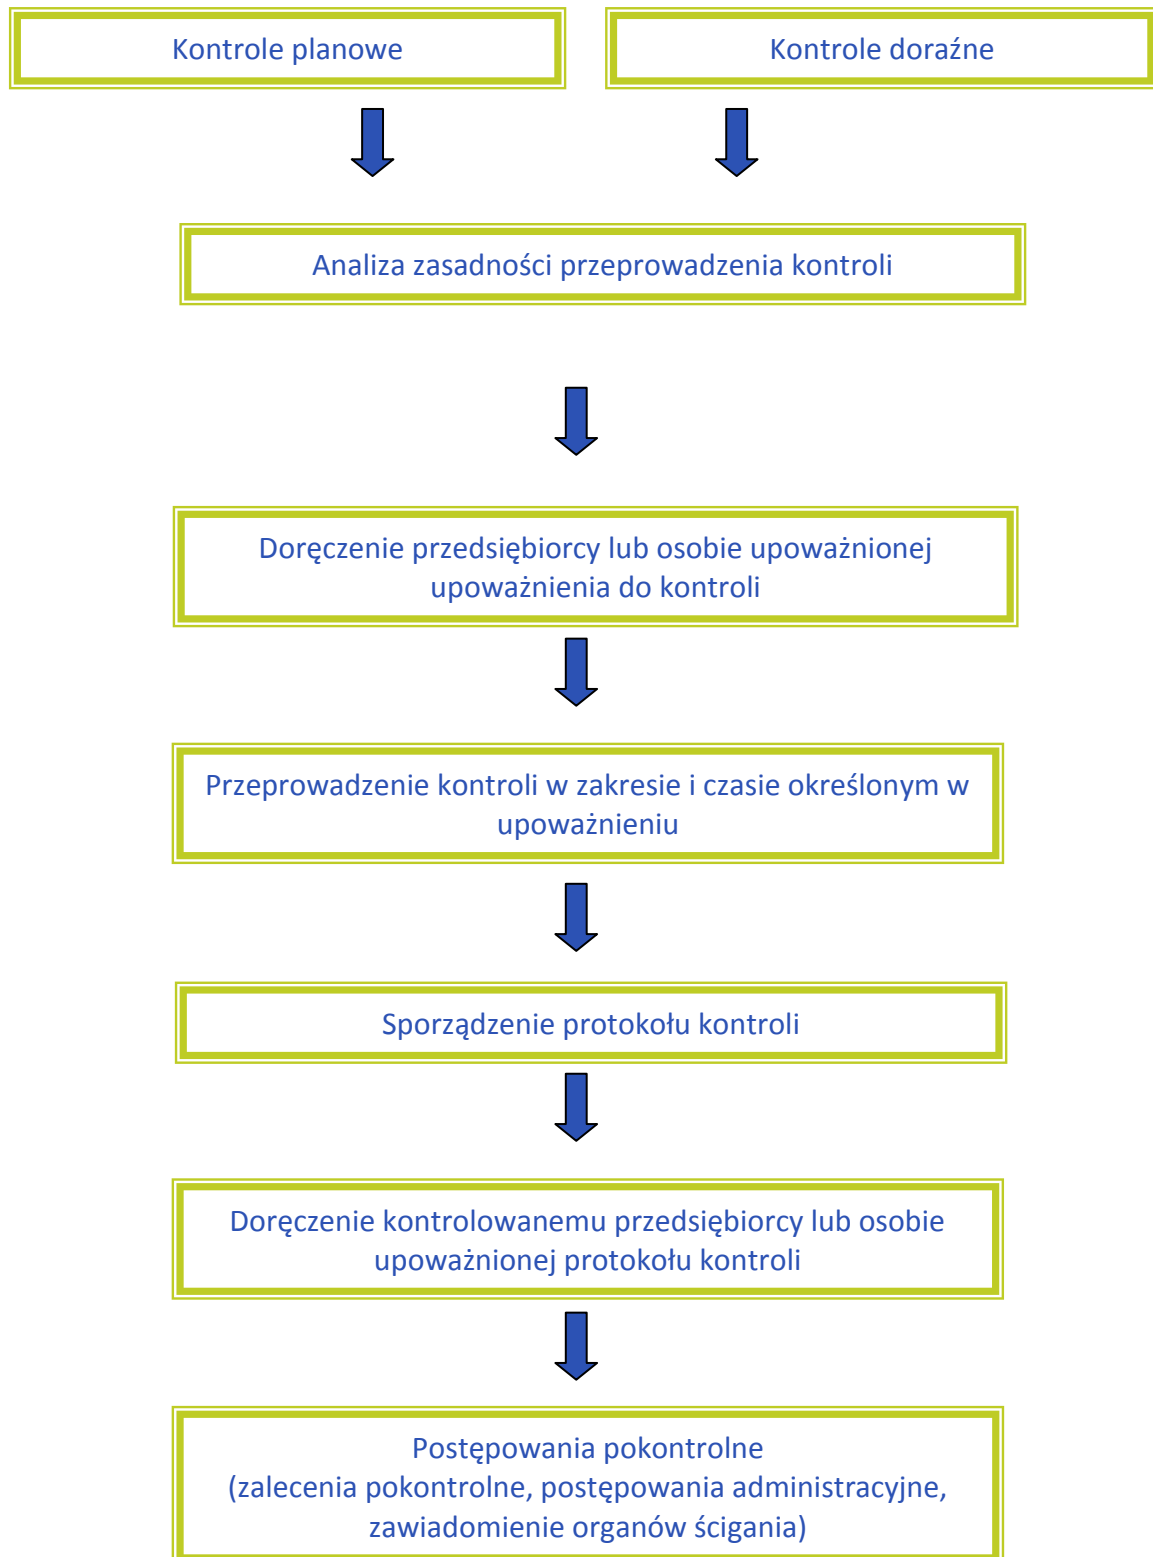 Kontrole planowe
Kontrole doraźne
Analiza zasadności przeprowadzenia kontroli
Doręczenie przedsiębiorcy lub osobie upoważnionej
upoważnienia do kontroli
Przeprowadzenie kontroli w zakresie i czasie określonym w
upoważnieniu
Sporządzenie protokołu kontroli
Doręczenie kontrolowanemu przedsiębiorcy lub osobie
upoważnionej protokołu kontroli
Postępowania pokontrolne
(zalecenia pokontrolne, postępowania administracyjne,
zawiadomienie organów ścigania)